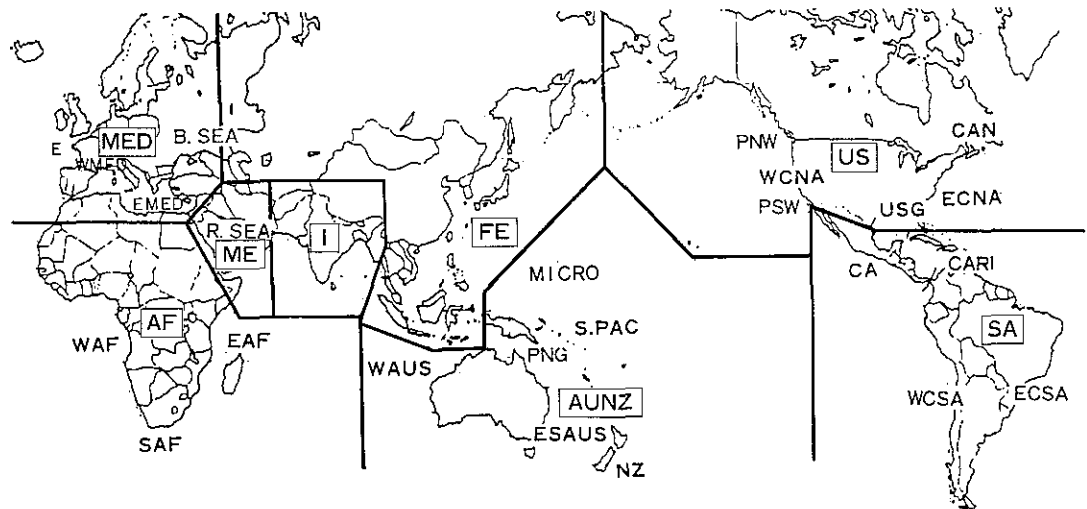 CAN
PNW
B. SEA
MED
E
US
WMED
WCNA
ECNA
EMED
PSW
USG
R. SEA
I
FE
ME
CA
CARI
MICRO
AF
S.PAC
SA
WAF
EAF
PNG
WAUS
WCSA
ECSA
AUNZ
ESAUS
SAF
NZ